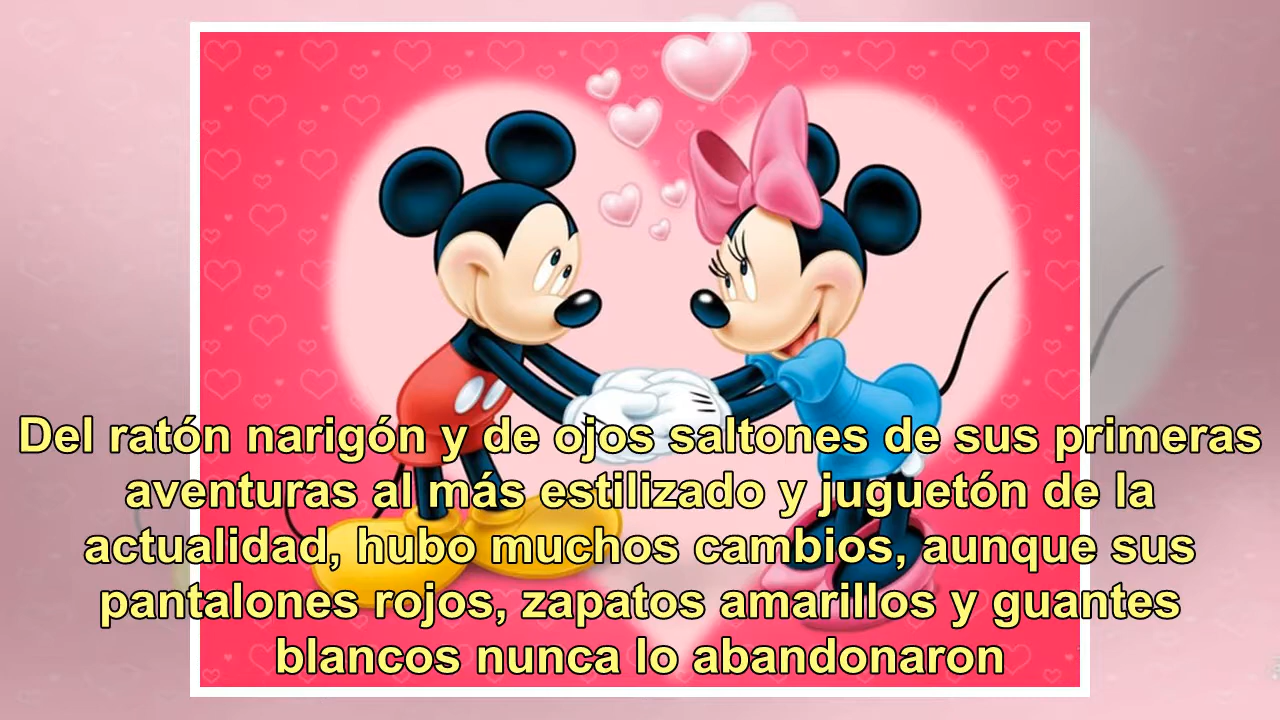 Del ratón narigón y de ojos saltones de sus primeras
aventuras al más estilizado y juguetón de la
actualidad, hubo muchos cambios, aunque sus
pantalones rojos, zapatos amarillos y guantes
blancos nunca lo abandonaron